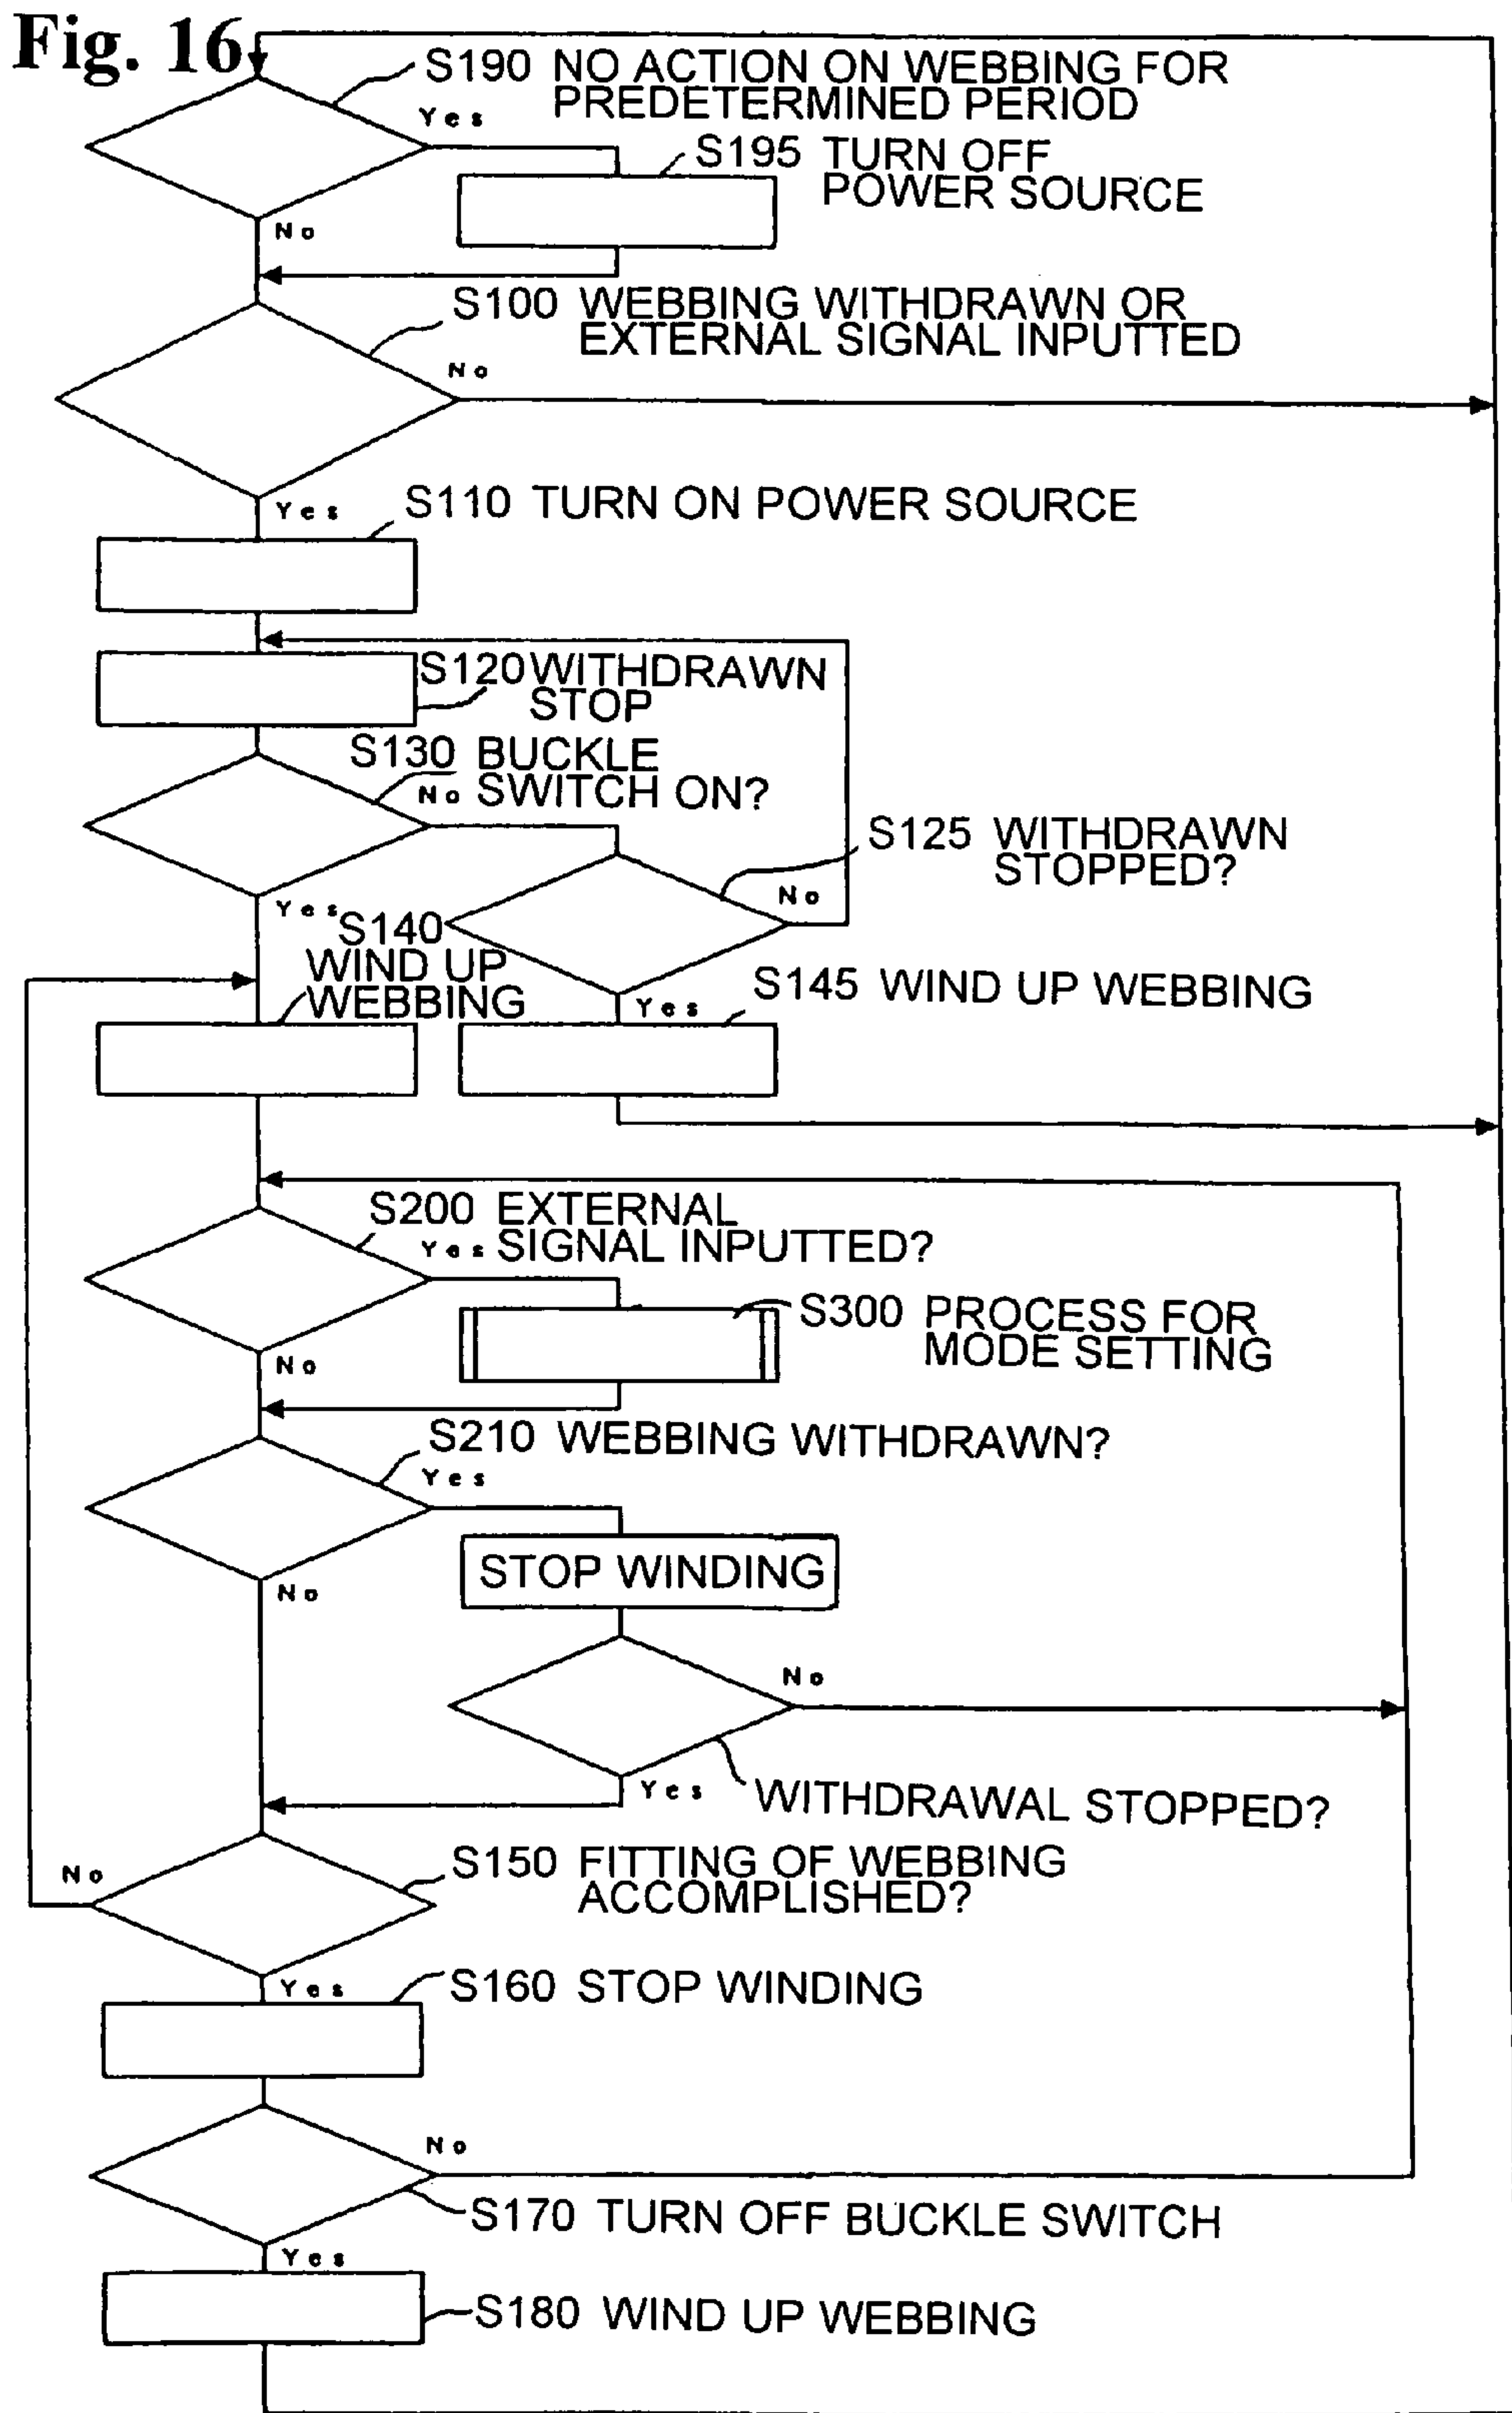 Fig. 16
S190 NO ACTION ON WEBBING FOR
PREDETERMINED PERIOD
Yes
S195 TURN OFF
POWER SOURCE
No
S100 WEBBING WITHDRAWN OR
EXTERNAL SIGNAL INPUTTED
No
Yes
S110 TURN ON POWER SOURCE
S120 WITHDRAWN
STOP
S130 BUCKLE
No SWITCH ON?
S125 WITHDRAWN
STOPPED?
No
Yes
S140
WIND UP
WEBBING
S145 WIND UP WEBBING
Yes
S200 EXTERNAL
Yes SIGNAL INPUTTED?
S300 PROCESS FOR
MODE SETTING
No
S210 WEBBING WITHDRAWN?
Yes
STOP WINDING
No
No
Yes
WITHDRAWAL STOPPED?
No
S150 FITTING OF WEBBING
ACCOMPLISHED?
Yes
S160 STOP WINDING
No
S170 TURN OFF BUCKLE SWITCH
Yes
S180 WIND UP WEBBING